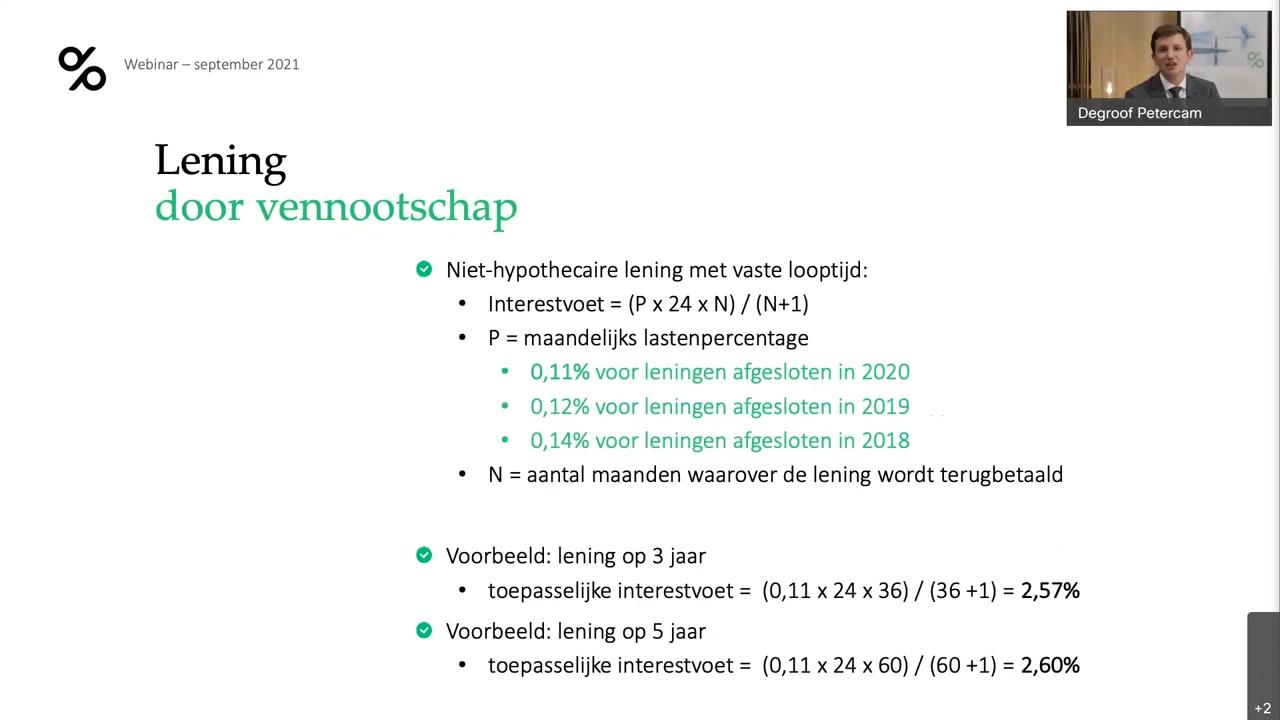 Webinar – september 2021
Degroof Petercam
Lening
door vennootschap
Niet-hypothecaire lening met vaste looptijd:
• Interestvoet = (P x 24 x N) / (N+1)
• P = maandelijks lastenpercentage
• 0,11% voor leningen afgesloten in 2020
• 0,12% voor leningen afgesloten in 2019
• 0,14% voor leningen afgesloten in 2018
• N = aantal maanden waarover de lening wordt terugbetaald
Voorbeeld: lening op 3 jaar
• toepasselijke interestvoet = (0,11 x 24 x 36) / (36 +1) = 2,57%
Voorbeeld: lening op 5 jaar
• toepasselijke interestvoet = (0,11 x 24 x 60) / (60 +1) = 2,60%
+2